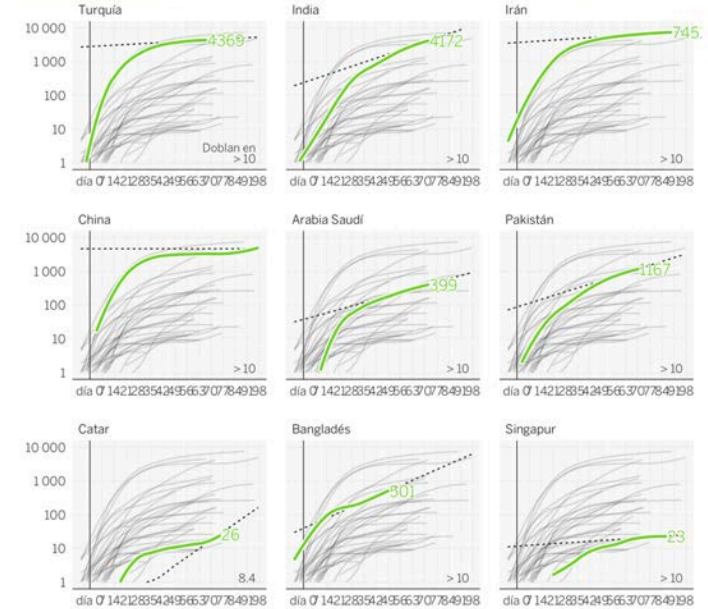 Turquía India Irán
10 000
1 000
100
10
1
4369 4172 745
Doblan en
>10 >10 >10
día 0 7 14 21 28 35 42 49 56 63 70 77 84 91 98 día 0 7 14 21 28 35 42 49 56 63 70 77 84 91 98 día 0 7 14 21 28 35 42 49 56 63 70 77 84 91 98
China Arabia Saudí Pakistán
10 000
1 000
100
10
1
399 1167
>10 >10 >10
día 0 7 14 21 28 35 42 49 56 63 70 77 84 91 98 día 0 7 14 21 28 35 42 49 56 63 70 77 84 91 98 día 0 7 14 21 28 35 42 49 56 63 70 77 84 91 98
Catar Bangladés Singapur
10 000
1 000
100
10
1
26 501 23
8.4 >10 >10
día 0 7 14 21 28 35 42 49 56 63 70 77 84 91 98 día 0 7 14 21 28 35 42 49 56 63 70 77 84 91 98 día 0 7 14 21 28 35 42 49 56 63 70 77 84 91 98